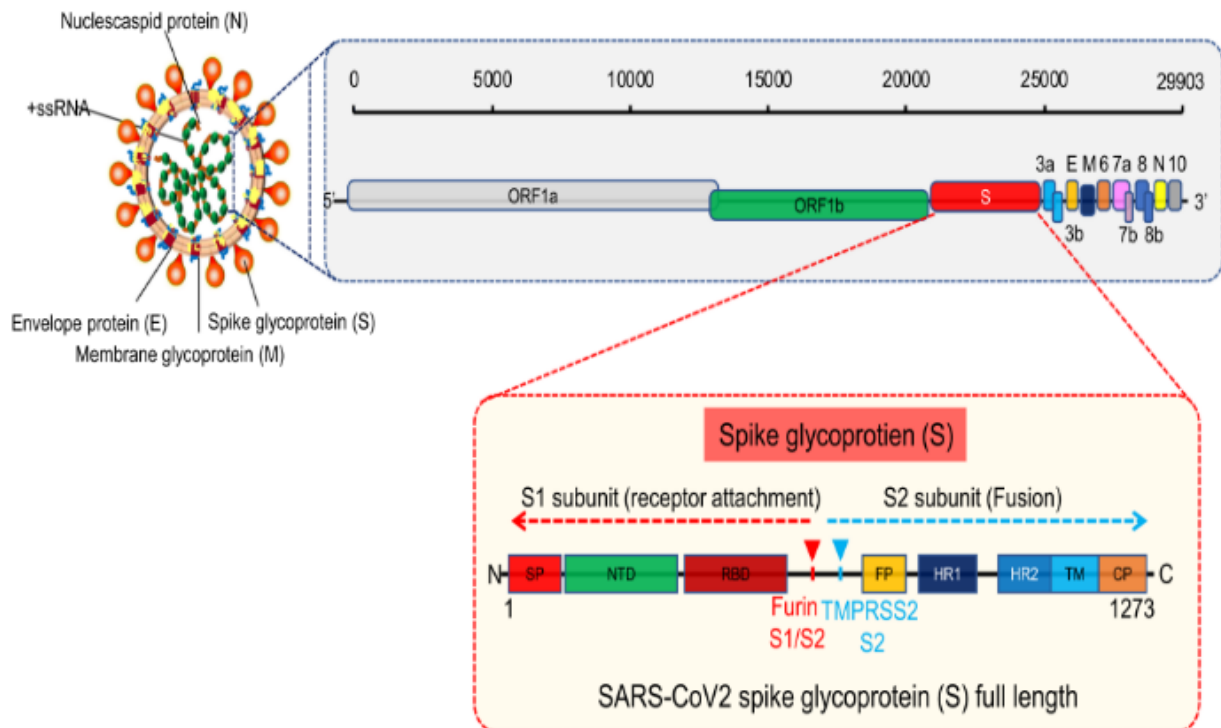 Nuclescaspid protein (N)
+ssRNA
Envelope protein (E)
Spike glycoprotein (S)
Membrane glycoprotein (M)
0 5000 10000 15000 20000 25000 29903
3a E M 6 7a 8 N 10
5’ ORF1a ORF1b S 3’
3b 7b 8b
Spike glycoprotien (S)
S1 subunit (receptor attachment) S2 subunit (Fusion)
N SP NTD RBD FP HR1 HR2 TM CP C
1 Furin TMPRSS2 1273
S1/S2 S2
SARS-CoV2 spike glycoprotein (S) full length